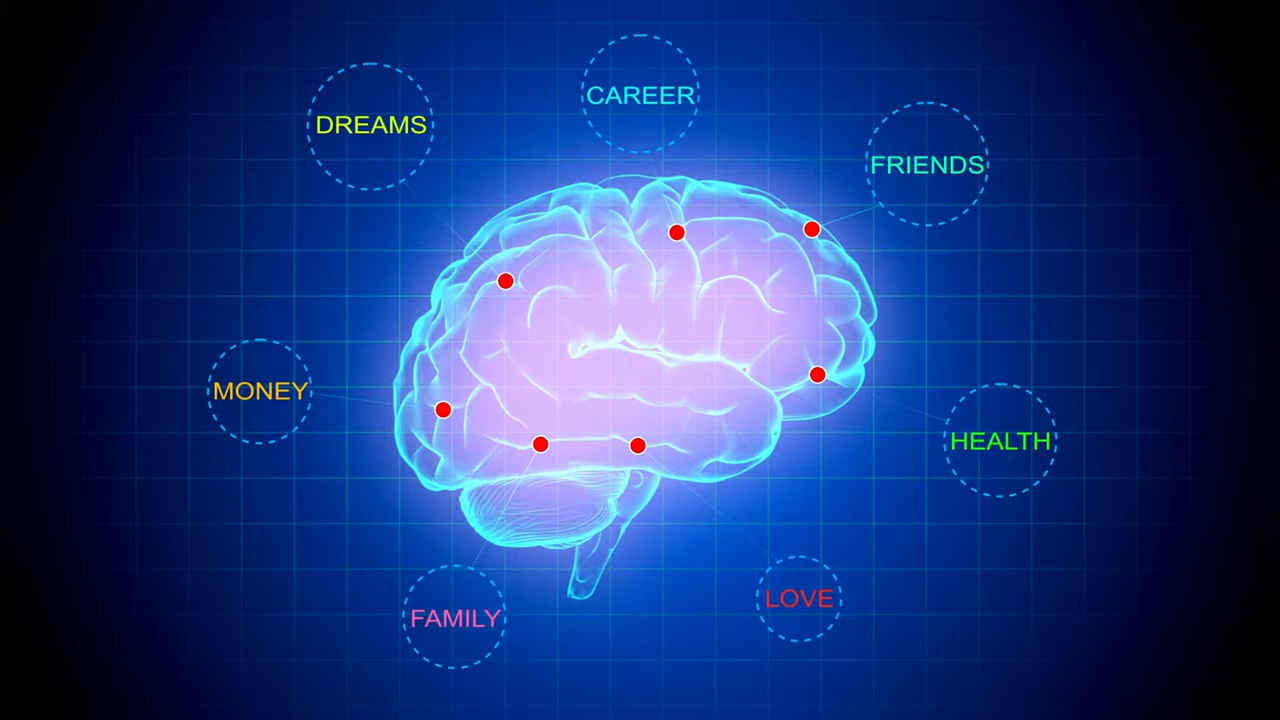 CAREER
DREAMS
FRIENDS
MONEY
HEALTH
LOVE
FAMILY